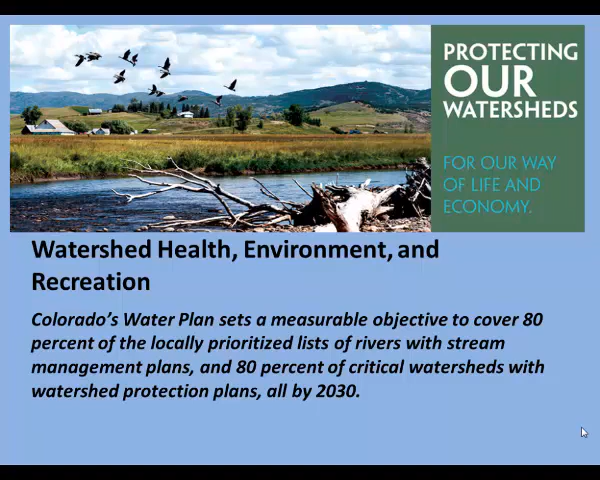 PROTECTING
OUR
WATERSHEDS
FOR OUR WAY
OF LIFE AND
ECONOMY.
Watershed Health, Environment, and
Recreation
Colorado's Water Plan sets a measurable objective to cover 80
percent of the locally prioritized lists of rivers with stream
management plans, and 80 percent of critical watersheds with
watershed protection plans, all by 2030.